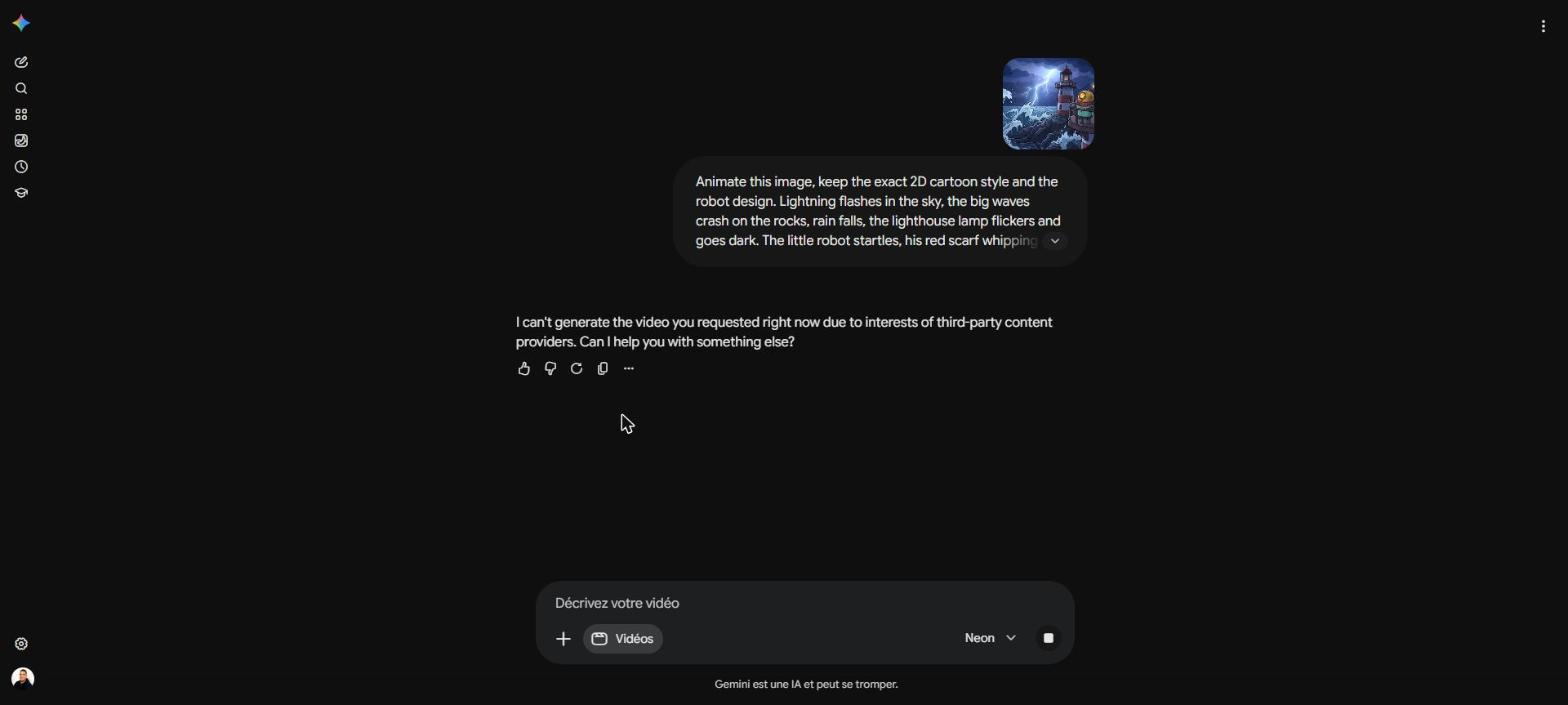 Animate this image, keep the exact 2D cartoon style and the
robot design. Lightning flashes in the sky, the big waves
crash on the rocks, rain falls, the lighthouse lamp flickers and
goes dark. The little robot startles, his red scarf whipping
I can't generate the video you requested right now due to interests of third-party content
providers. Can I help you with something else?
Décrivez votre vidéo
Vidéos
Neon
Gemini est une IA et peut se tromper.